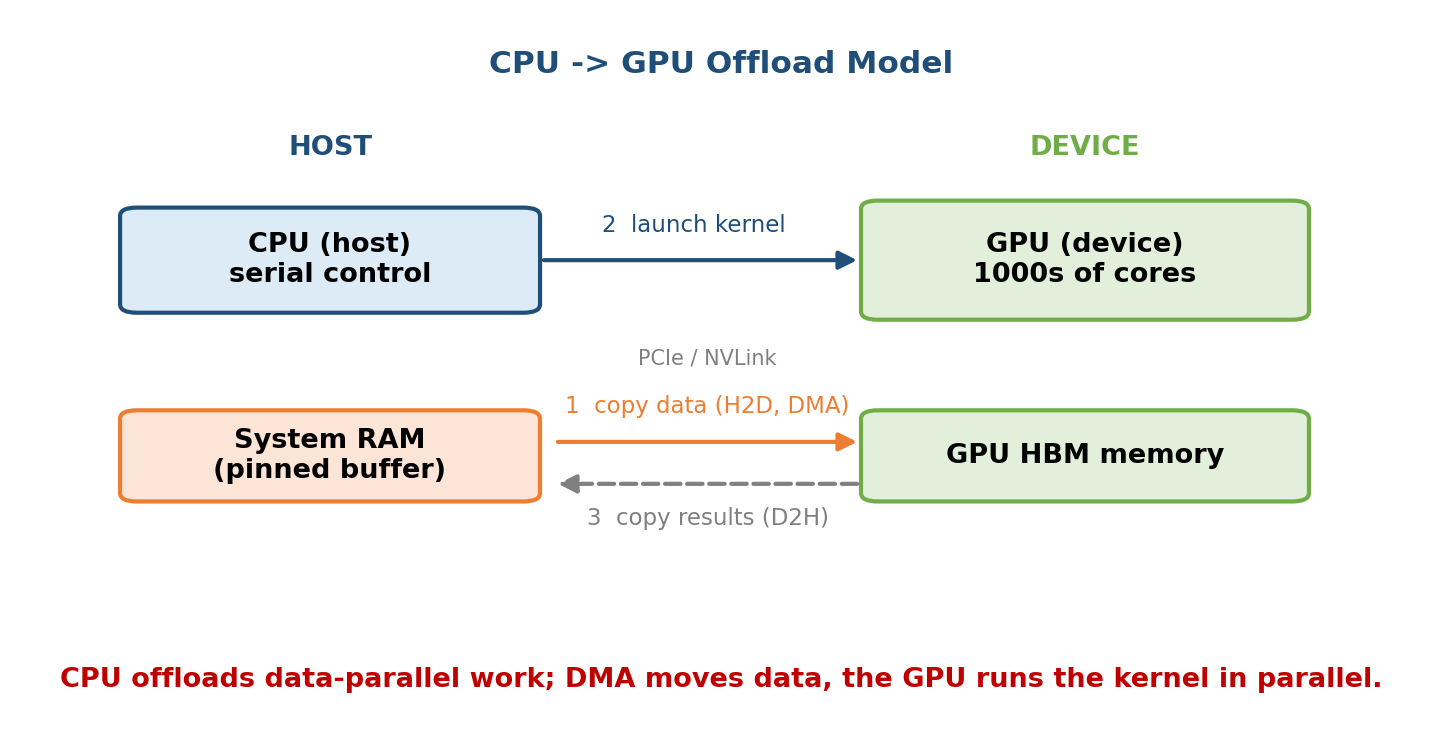 CPU -> GPU Offload Model
HOST
DEVICE
CPU (host)
serial control
2  launch kernel
GPU (device)
1000s of cores
PCIe / NVLink
1  copy data (H2D, DMA)
System RAM
(pinned buffer)
GPU HBM memory
3  copy results (D2H)
CPU offloads data-parallel work; DMA moves data, the GPU runs the kernel in parallel.